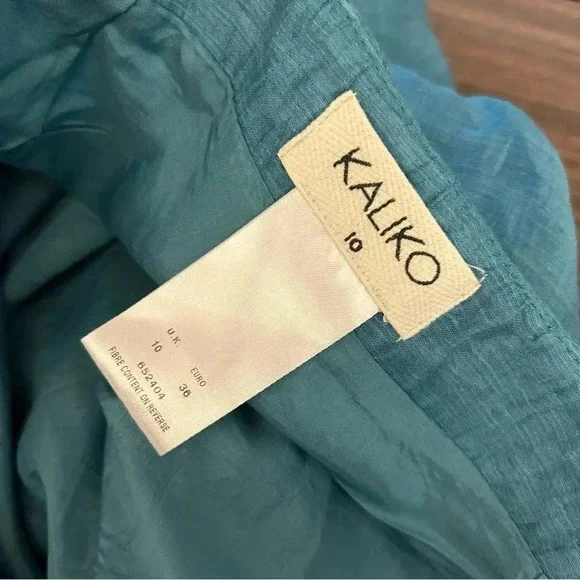 KALIKO
10
U.K. EURO
10 36
652404
FIBRE CONTENT ON REVERSE